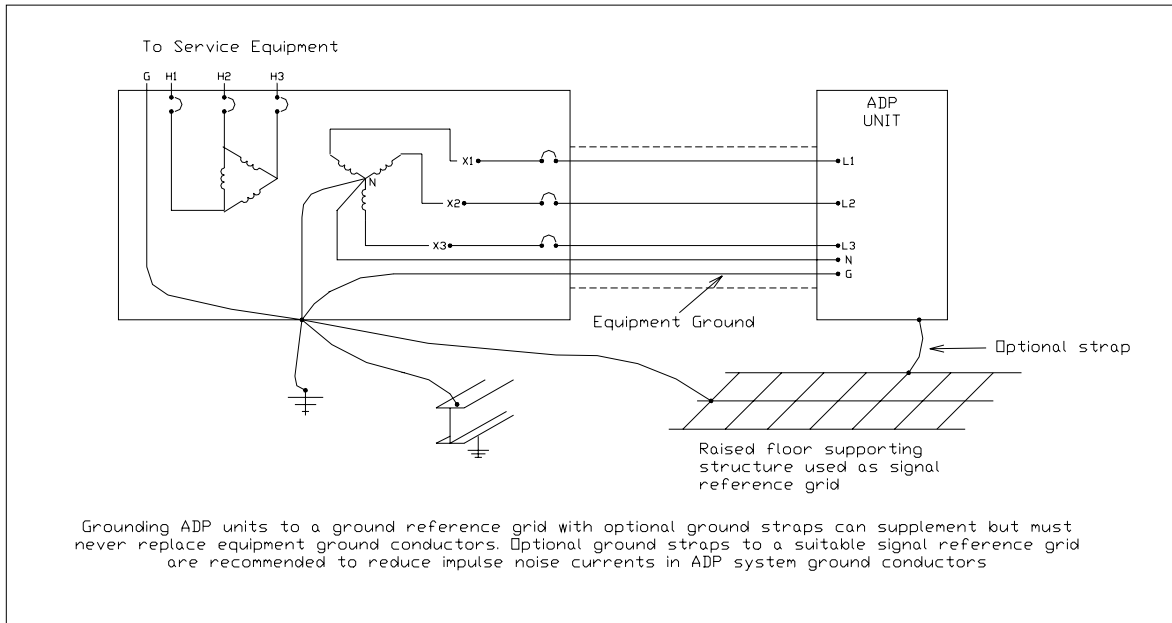 To Service Equipment
G H1 H2 H3
ADP
UNIT
X1 L1
N
X2 L2
X3 L3
N
G
Equipment Ground
Optional strap
Raised floor supporting
structure used as signal
reference grid
Grounding ADP units to a ground reference grid with optional ground straps can supplement but must
never replace equipment ground conductors. Optional ground straps to a suitable signal reference grid
are recommended to reduce impulse noise currents in ADP system ground conductors